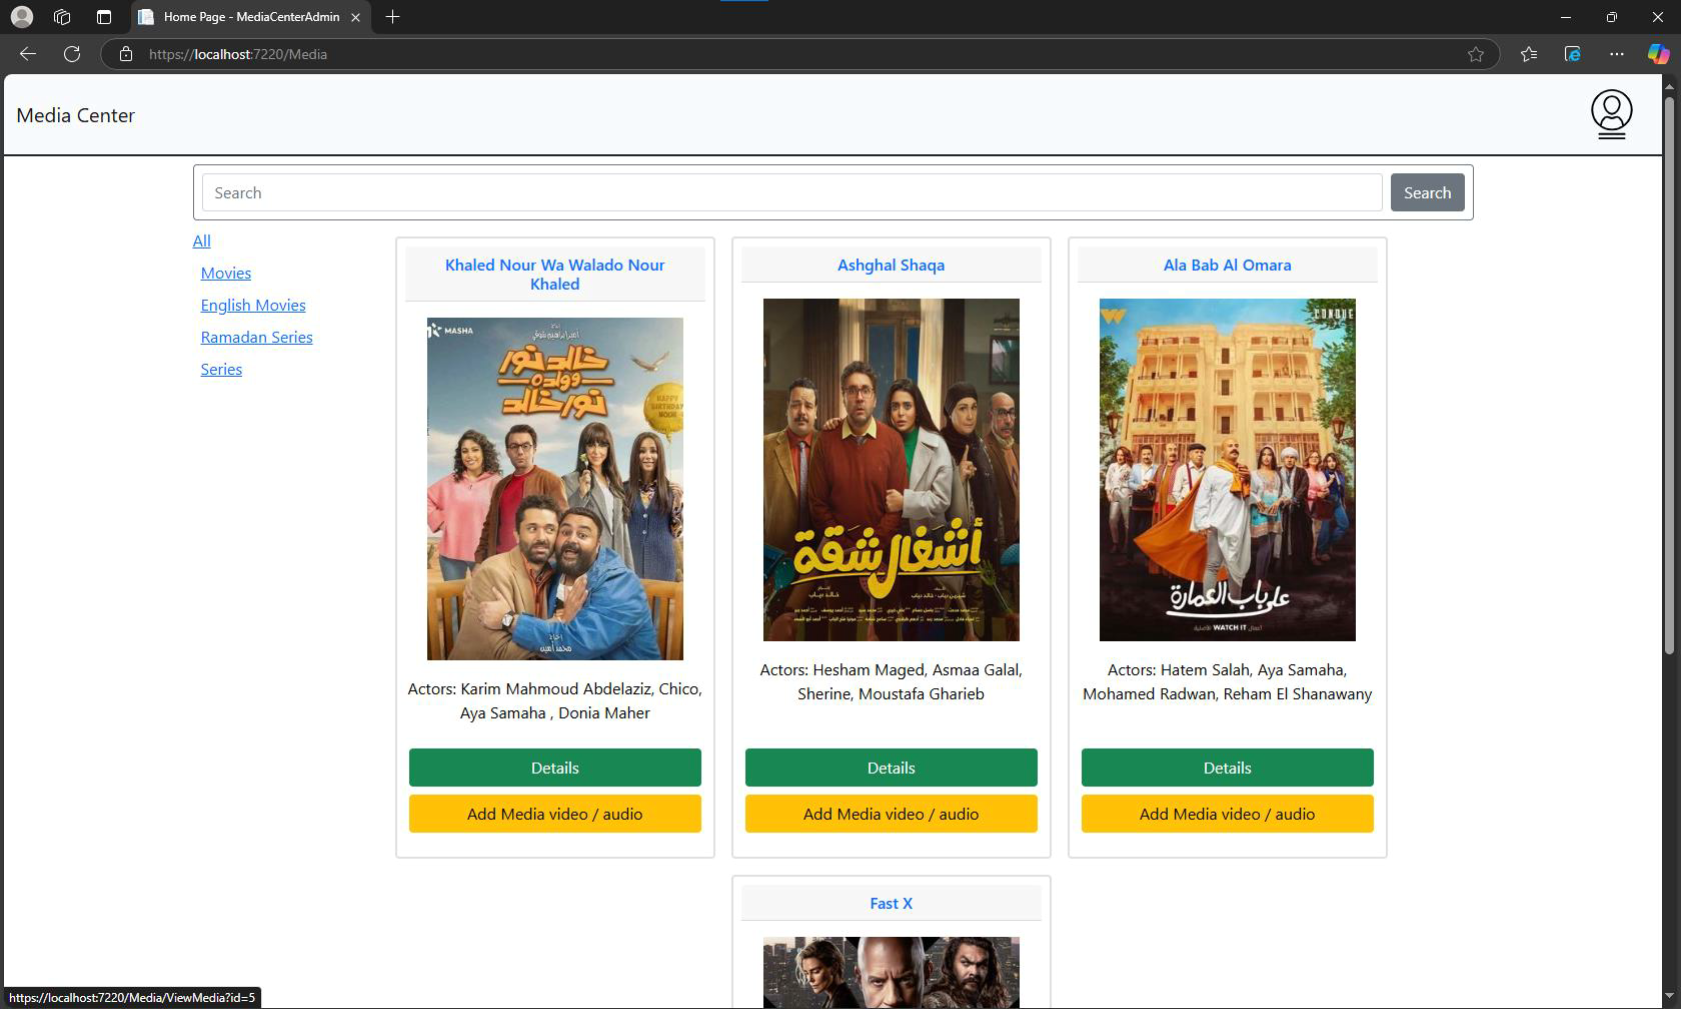 Home Page - MediaCenterAdmin
https://localhost:7220/Media
Media Center
Search
Search
All
Movies
English Movies
Ramadan Series
Series
Khaled Nour Wa Walado Nour
Khaled
MASHA
خالد نور
وولده
نور خالد
HAPPY
BIRTHDAY
NOUR
Actors: Karim Mahmoud Abdelaziz, Chico,
Aya Samaha , Donia Maher
Details
Add Media video / audio
Ashghal Shaqa
أشغال شقة
Actors: Hesham Maged, Asmaa Galal,
Sherine, Moustafa Gharieb
Details
Add Media video / audio
Ala Bab Al Omara
على باب العمارة
WATCH IT
Actors: Hatem Salah, Aya Samaha,
Mohamed Radwan, Reham El Shanawany
Details
Add Media video / audio
Fast X
https://localhost:7220/Media/ViewMedia?id=5